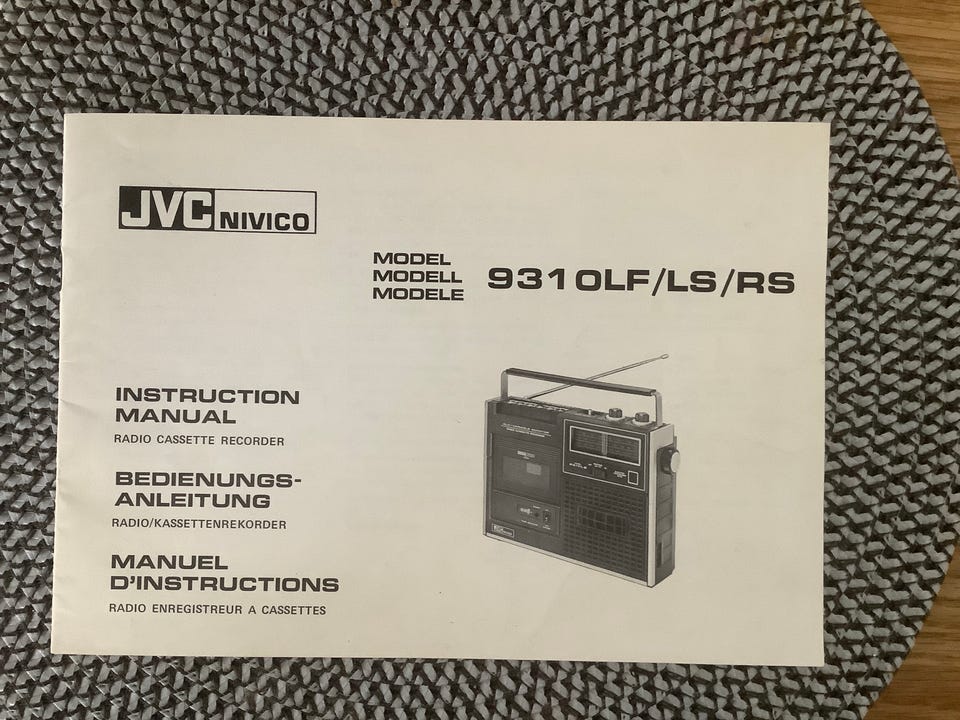 JVC NIVICO
MODEL
MODELL
MODELE
9310LF/LS/RS
INSTRUCTION
MANUAL
RADIO CASSETTE RECORDER
BEDIENUNGS-
ANLEITUNG
RADIO/KASSETTENREKORDER
MANUEL
D'INSTRUCTIONS
RADIO ENREGISTREUR A CASSETTES